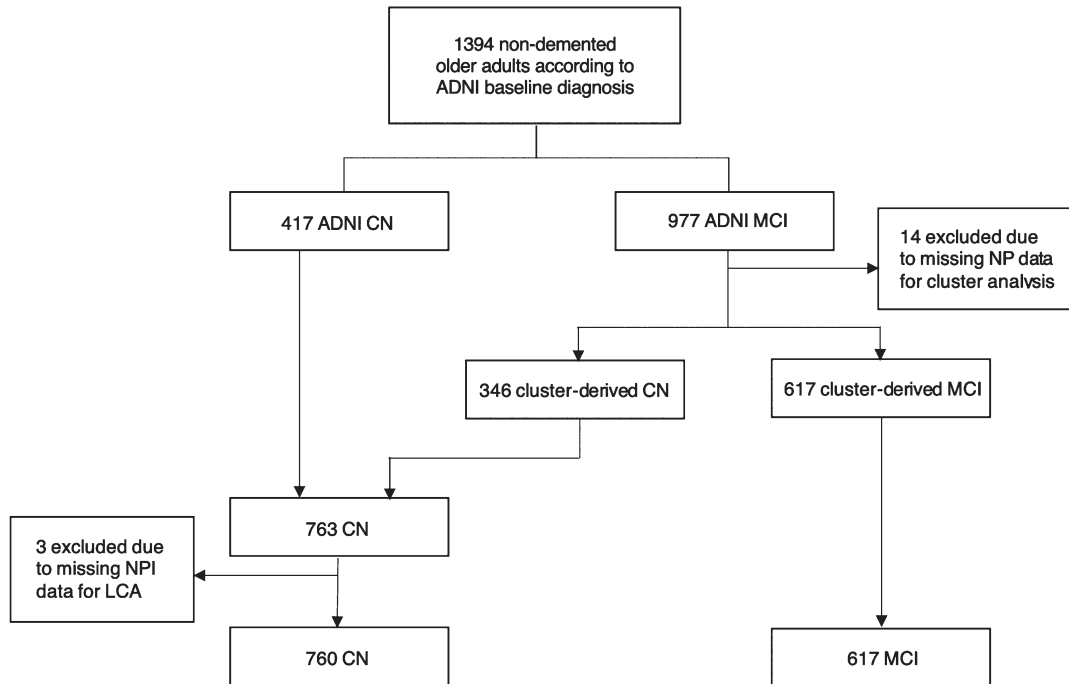 1394 non-demented
older adults according to
ADNI baseline diagnosis
417 ADNI CN
977 ADNI MCI
14 excluded due
to missing NP data
for cluster analysis
346 cluster-derived CN
617 cluster-derived MCI
763 CN
3 excluded due
to missing NPI
data for LCA
760 CN
617 MCI